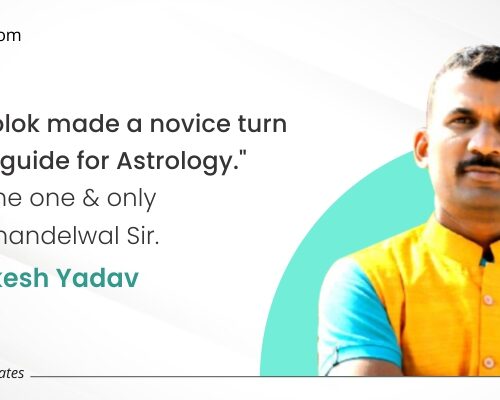 om
olok made a novice turn
guide for Astrology."
he one & only
handelwal Sir.
kesh Yadav
ates